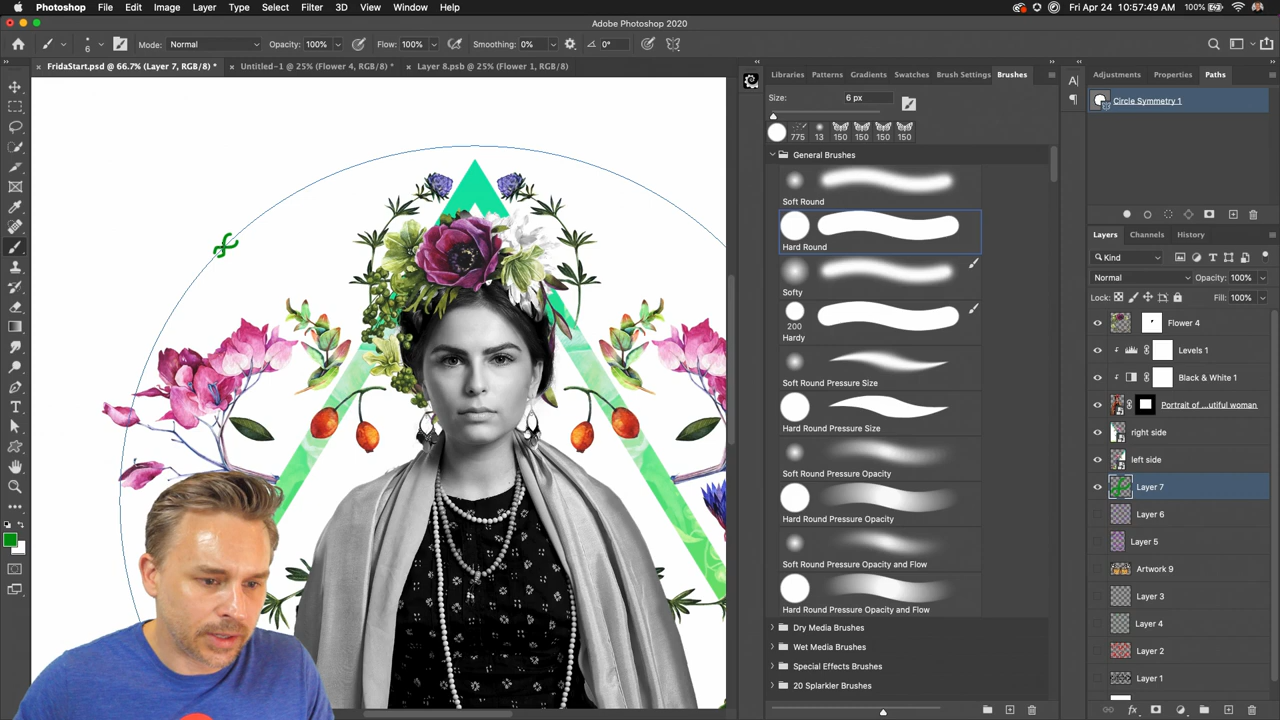 Photoshop File Edit Image Layer Type Select Filter 3D View Window Help 100% Fri Apr 24 10:57:49 AM
Adobe Photoshop 2020
6 Mode: Normal Opacity: 100% Flow: 100% Smoothing: 0% 0°
FridaStart.psd @ 66.7% (Layer 7, RGB/8) * Untitled-1 @ 25% (Flower 4, RGB/8) * Layer 8.psb @ 25% (Flower 1, RGB/8)
Libraries Patterns Gradients Swatches Brush Settings Brushes
Size: 6 px
775 13 150 150 150 150
General Brushes
Soft Round
Hard Round
Softy
200
Hardy
Soft Round Pressure Size
Hard Round Pressure Size
Soft Round Pressure Opacity
Hard Round Pressure Opacity
Soft Round Pressure Opacity and Flow
Hard Round Pressure Opacity and Flow
Dry Media Brushes
Wet Media Brushes
Special Effects Brushes
20 Sparkler Brushes
Adjustments Properties Paths
Circle Symmetry 1
Layers Channels History
Kind
Normal Opacity: 100%
Lock: Fill: 100%
Flower 4
Levels 1
Black & White 1
Portrait of ...utiful woman
right side
left side
Layer 7
Layer 6
Layer 5
Artwork 9
Layer 3
Layer 4
Layer 2
Layer 1